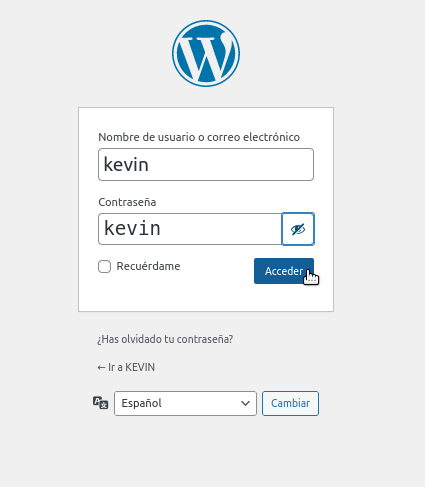 Nombre de usuario o correo electrónico
kevin
Contraseña
kevin
Recuérdame
Acceder
¿Has olvidado tu contraseña?
← Ir a KEVIN
Español
Cambiar